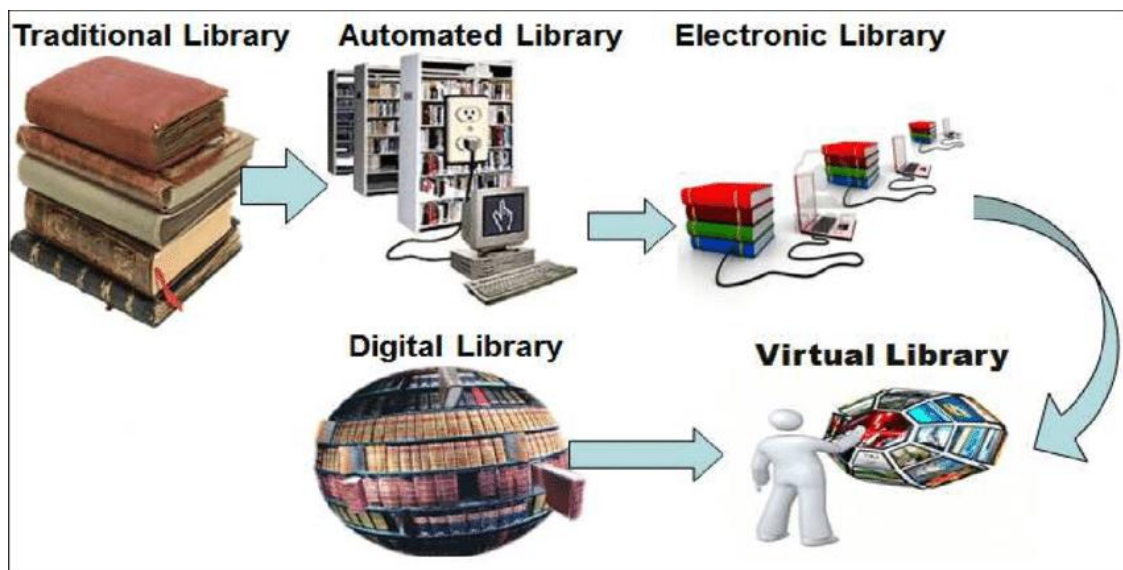 Traditional Library
Automated Library
Electronic Library
Digital Library
Virtual Library